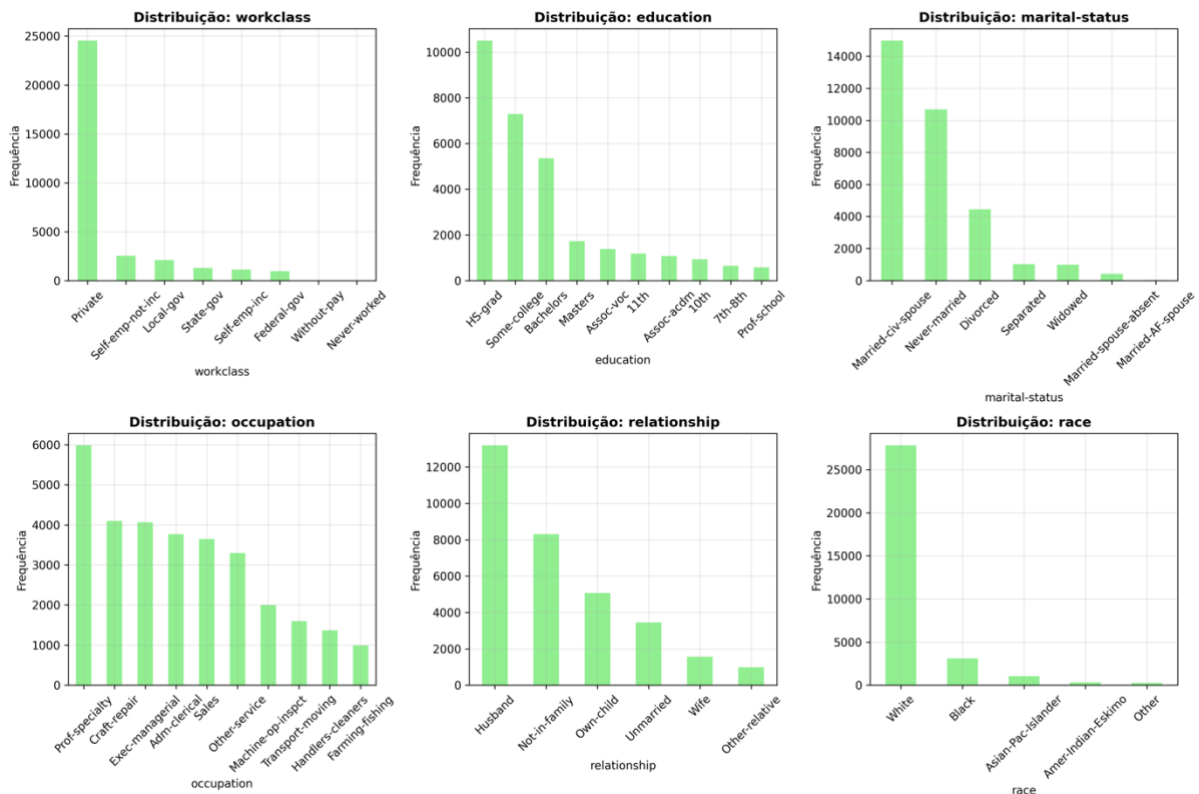 Distribuição: workclass
Frequência
25000
20000
15000
10000
5000
0
Private
Self-emp-not-inc
Local-gov
State-gov
Self-emp-inc
Federal-gov
Without-pay
Never-worked
workclass
Distribuição: education
Frequência
10000
8000
6000
4000
2000
0
HS-grad
Some-college
Bachelors
Masters
Assoc-voc
11th
Assoc-acdm
10th
7th-8th
Prof-school
education
Distribuição: marital-status
Frequência
14000
12000
10000
8000
6000
4000
2000
0
Married-civ-spouse
Never-married
Divorced
Separated
Widowed
Married-spouse-absent
Married-AF-spouse
marital-status
Distribuição: occupation
Frequência
6000
5000
4000
3000
2000
1000
0
Prof-specialty
Craft-repair
Exec-managerial
Adm-clerical
Sales
Other-service
Machine-op-inspct
Transport-moving
Handlers-cleaners
Farming-fishing
occupation
Distribuição: relationship
Frequência
12000
10000
8000
6000
4000
2000
0
Husband
Not-in-family
Own-child
Unmarried
Wife
Other-relative
relationship
Distribuição: race
Frequência
25000
20000
15000
10000
5000
0
White
Black
Asian-Pac-Islander
Amer-Indian-Eskimo
Other
race